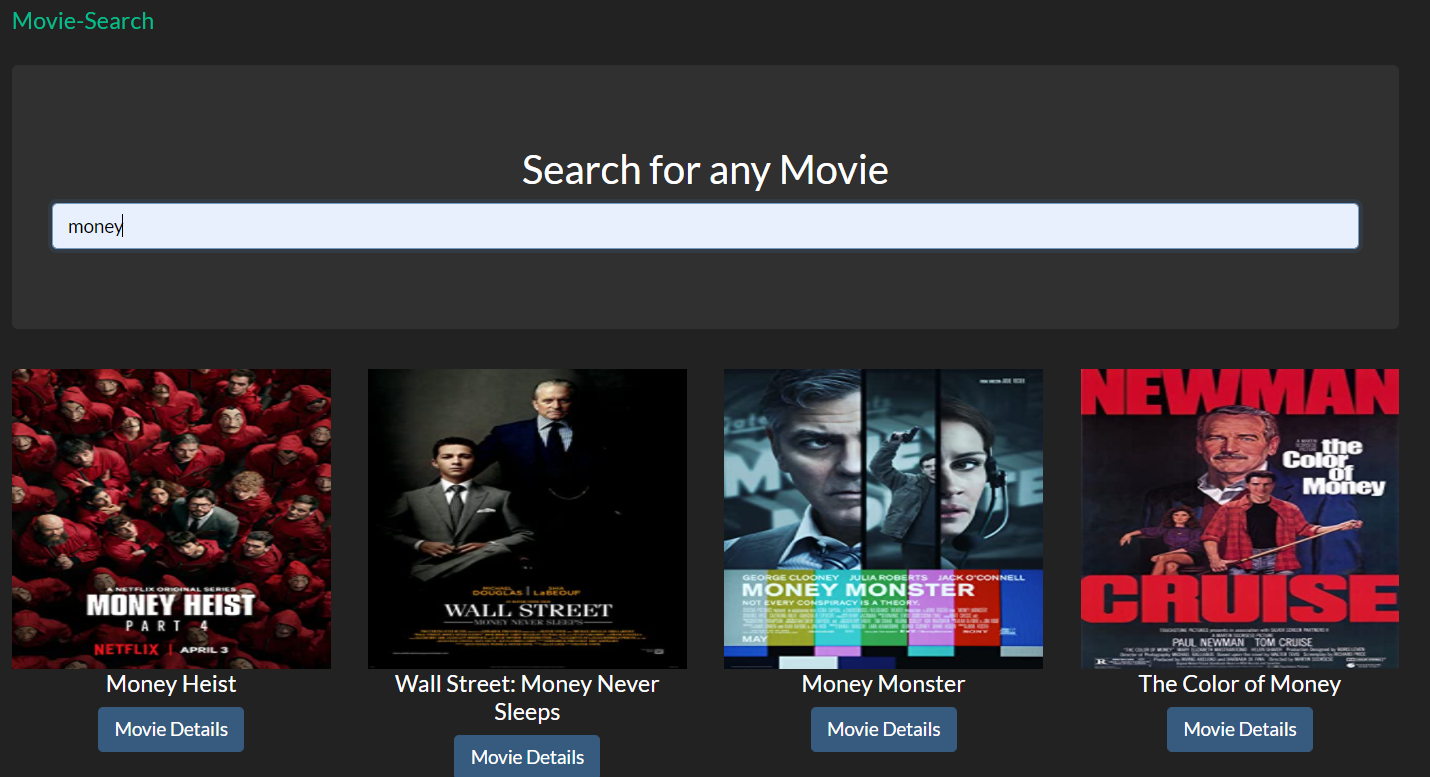 Movie-Search
Search for any Movie
money
A NETFLIX ORIGINAL SERIES
MONEY HEIST
PART 4
NETFLIX | APRIL 3
MICHAEL DOUGLAS | SHIA LaBEOUF
WALL STREET
MONEY NEVER SLEEPS
GEORGE CLOONEY JULIA ROBERTS JACK O'CONNELL
MONEY MONSTER
NOT EVERY CONSPIRACY IS A THEORY.
MAY
SONY
NEWMAN
the
Color
of
Money
CRUISE
PAUL NEWMAN TOM CRUISE
R
Money Heist
Wall Street: Money Never
Sleeps
Money Monster
The Color of Money
Movie Details
Movie Details
Movie Details
Movie Details